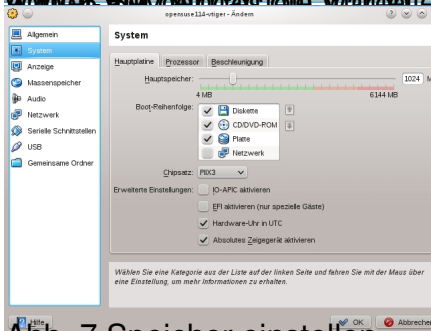 opensuse114-vtiger - Ändern
Allgemein
System
Anzeige
Massenspeicher
Audio
Netzwerk
Serielle Schnittstellen
USB
Gemeinsame Ordner
System
Hauptplatine Prozessor Beschleunigung
Hauptspeicher: 1024 M
4 MB 6144 MB
Boot-Reihenfolge: Diskette
CD/DVD-ROM
Platte
Netzwerk
Chipsatz: PIIX3
Erweiterte Einstellungen: IO-APIC aktivieren
EFI aktivieren (nur spezielle Gäste)
Hardware-Uhr in UTC
Absolutes Zeigegerät aktivieren
Wählen Sie eine Kategorie aus der Liste auf der linken Seite und fahren Sie mit der Maus über
eine Einstellung, um mehr Informationen zu erhalten.
Hilfe OK Abbrechen
Abb. 7 Speicher einstellen